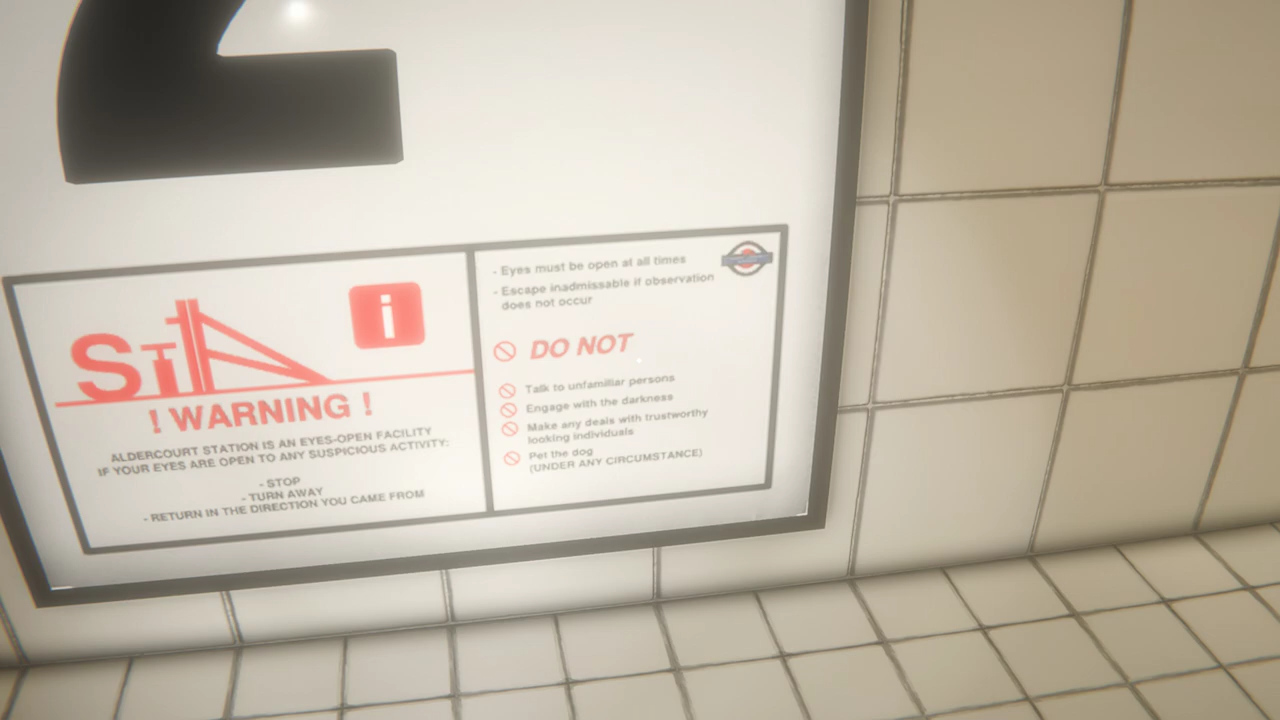 2
STA
i
! WARNING !
ALDERCOURT STATION IS AN EYES-OPEN FACILITY
IF YOUR EYES ARE OPEN TO ANY SUSPICIOUS ACTIVITY:
- STOP
- TURN AWAY
- RETURN IN THE DIRECTION YOU CAME FROM
- Eyes must be open at all times
- Escape inadmissable if observation
does not occur
DO NOT
Talk to unfamiliar persons
Engage with the darkness
Make any deals with trustworthy
looking individuals
Pet the dog
(UNDER ANY CIRCUMSTANCE)